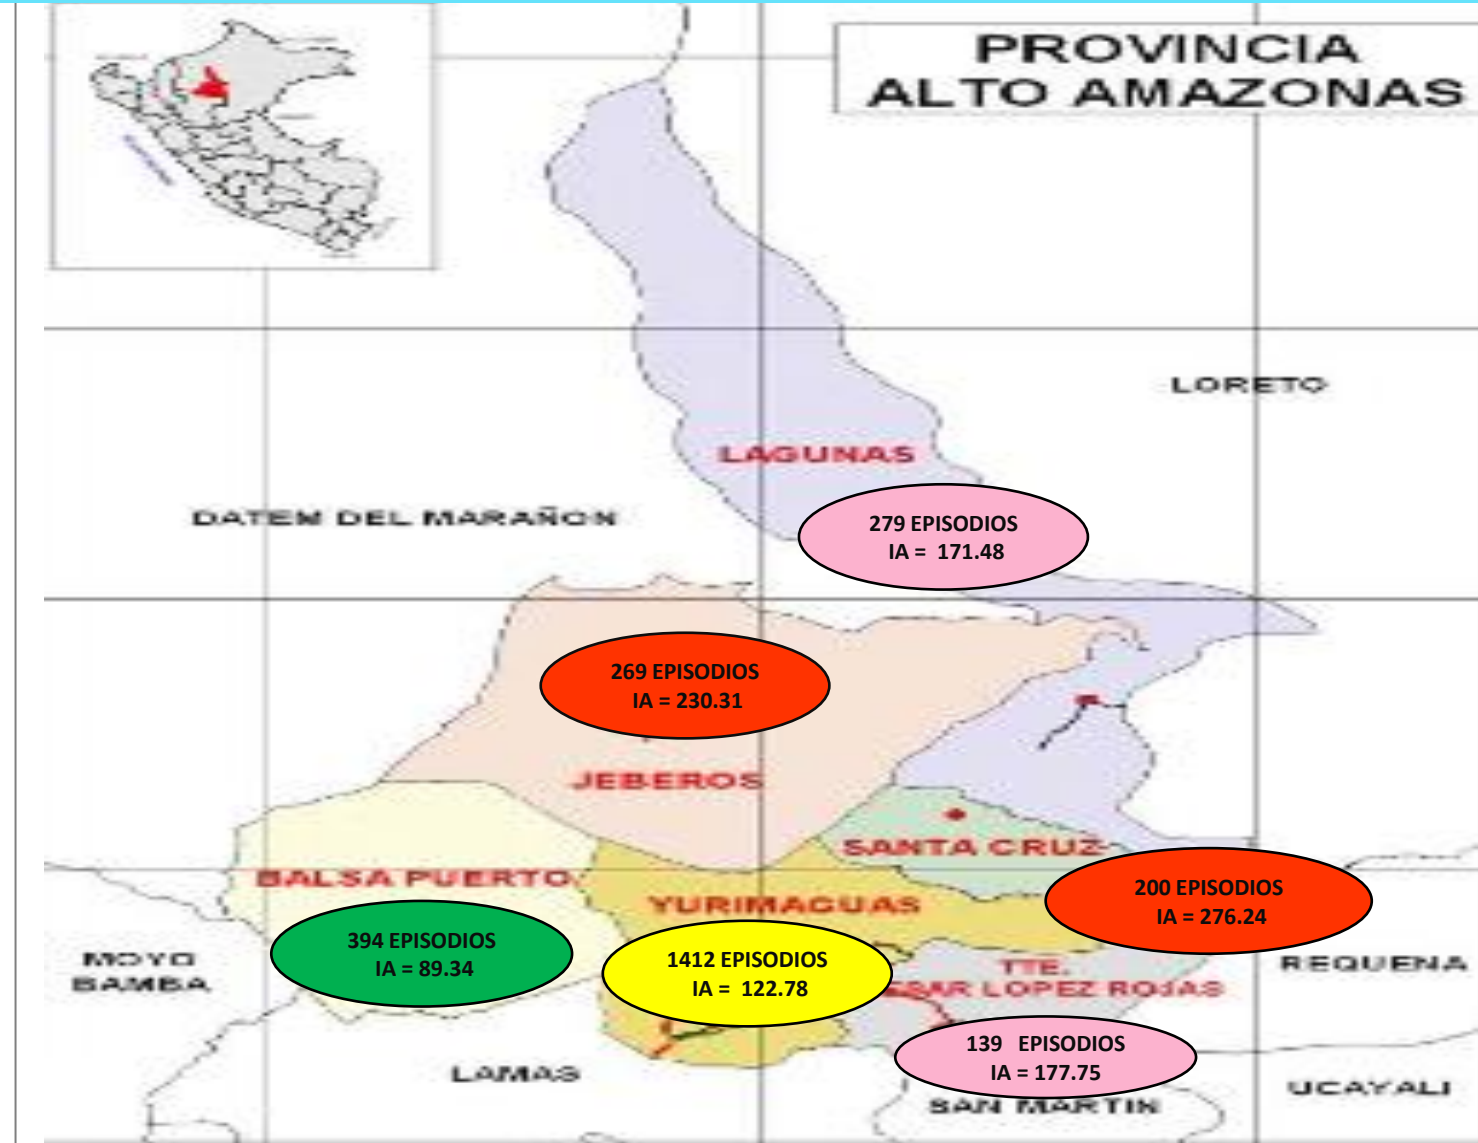 PROVINCIA
ALTO AMAZONAS
LORETO
LAGUNAS
DATEM DEL MARAÑON
279 EPISODIOS
IA = 171.48
269 EPISODIOS
IA = 230.31
JEBEROS
SANTA CRUZ
BALSA PUERTO
YURIMAGUAS
200 EPISODIOS
IA = 276.24
394 EPISODIOS
IA = 89.34
1412 EPISODIOS
IA = 122.78
MOYO
BAMBA
TTE.
ESAR LOPEZ ROJAS
REQUENA
139 EPISODIOS
IA = 177.75
LAMAS
SAN MARTIN
UCAYALI